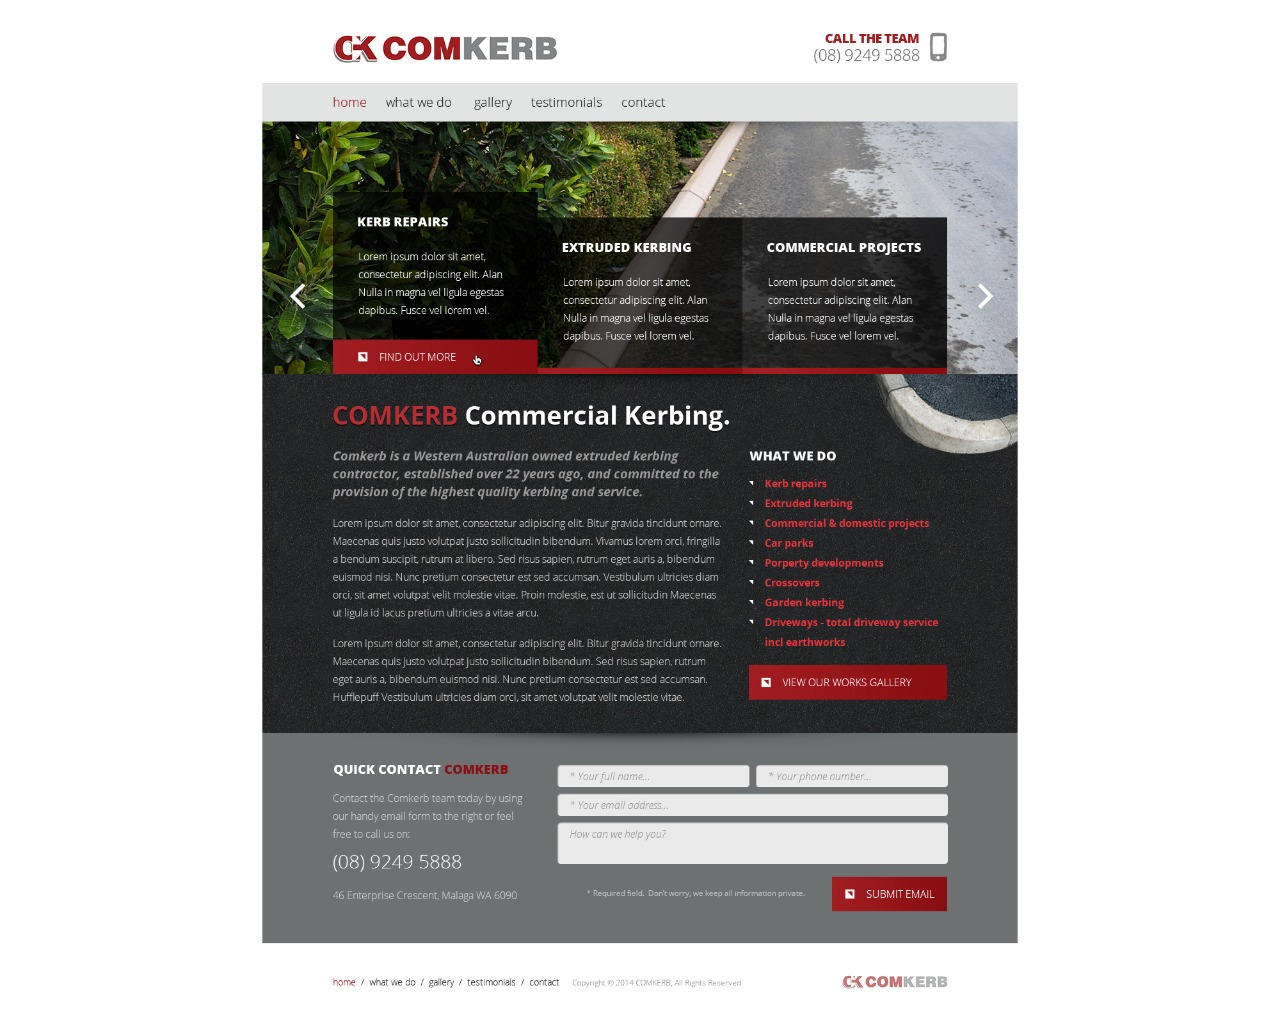 CK COMKERB
CALL THE TEAM
(08) 9249 5888
home what we do gallery testimonials contact
KERB REPAIRS
Lorem ipsum dolor sit amet,
consectetur adipiscing elit. Alan
Nulla in magna vel ligula egestas
dapibus. Fusce vel lorem vel.
FIND OUT MORE
EXTRUDED KERBING
Lorem ipsum dolor sit amet,
consectetur adipiscing elit. Alan
Nulla in magna vel ligula egestas
dapibus. Fusce vel lorem vel.
COMMERCIAL PROJECTS
Lorem ipsum dolor sit amet,
consectetur adipiscing elit. Alan
Nulla in magna vel ligula egestas
dapibus. Fusce vel lorem vel.
COMKERB Commercial Kerbing.
Comkerb is a Western Australian owned extruded kerbing
contractor, established over 22 years ago, and committed to the
provision of the highest quality kerbing and service.
Lorem ipsum dolor sit amet, consectetur adipiscing elit. Bitur gravida tincidunt ornare.
Maecenas quis justo volutpat justo sollicitudin bibendum. Vivamus lorem orci, fringilla
a bendum suscipit, rutrum at libero. Sed risus sapien, rutrum eget auris a, bibendum
euismod nisi. Nunc pretium consectetur est sed accumsan. Vestibulum ultricies diam
orci, sit amet volutpat velit molestie vitae. Proin molestie, est ut sollicitudin Maecenas
ut ligula id lacus pretium ultricies a vitae arcu.
Lorem ipsum dolor sit amet, consectetur adipiscing elit. Bitur gravida tincidunt ornare.
Maecenas quis justo volutpat justo sollicitudin bibendum. Sed risus sapien, rutrum
eget auris a, bibendum euismod nisi. Nunc pretium consectetur est sed accumsan.
Hufflepuff Vestibulum ultricies diam orci, sit amet volutpat velit molestie vitae.
WHAT WE DO
Kerb repairs
Extruded kerbing
Commercial & domestic projects
Car parks
Porperty developments
Crossovers
Garden kerbing
Driveways - total driveway service
incl earthworks
VIEW OUR WORKS GALLERY
QUICK CONTACT COMKERB
Contact the Comkerb team today by using
our handy email form to the right or feel
free to call us on:
(08) 9249 5888
46 Enterprise Crescent, Malaga WA 6090
* Your full name...
* Your phone number...
* Your email address...
How can we help you?
* Required field. Don't worry, we keep all information private.
SUBMIT EMAIL
home / what we do / gallery / testimonials / contact
Copyright © 2014 COMKERB, All Rights Reserved
CK COMKERB